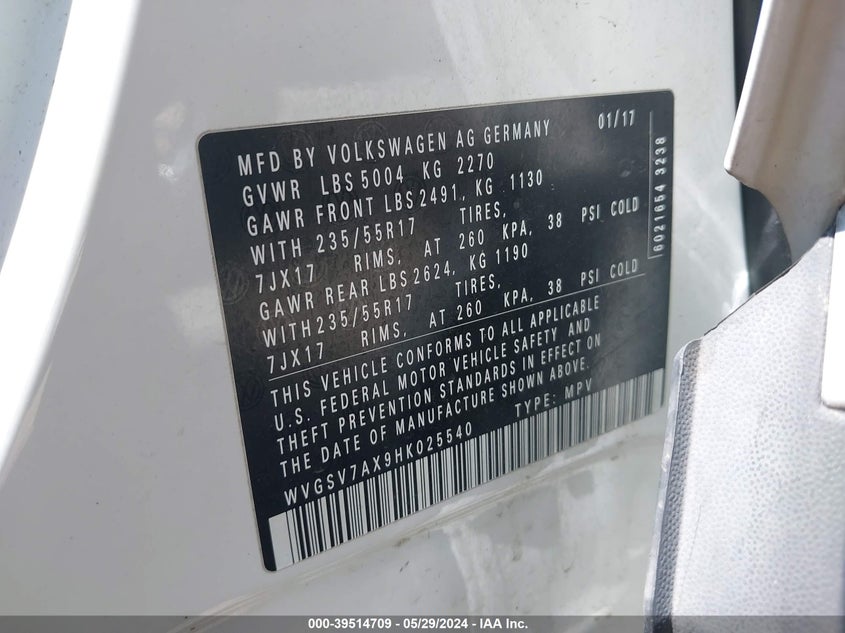 MFD BY VOLKSWAGEN AG GERMANY 01/17
GVWR LBS 5004 KG 2270
GAWR FRONT LBS 2491, KG 1130
WITH 235/55R17 TIRES,
7JX17 RIMS, AT 260 KPA, 38 PSI COLD
GAWR REAR LBS 2624, KG 1190
WITH 235/55R17 TIRES,
7JX17 RIMS, AT 260 KPA, 38 PSI COLD
THIS VEHICLE CONFORMS TO ALL APPLICABLE
U.S. FEDERAL MOTOR VEHICLE SAFETY AND
THEFT PREVENTION STANDARDS IN EFFECT ON
THE DATE OF MANUFACTURE SHOWN ABOVE.
WVGSV7AX9HK025540 TYPE: MPV
6021654 3238
000-39514709 - 05/29/2024 - IAA Inc.